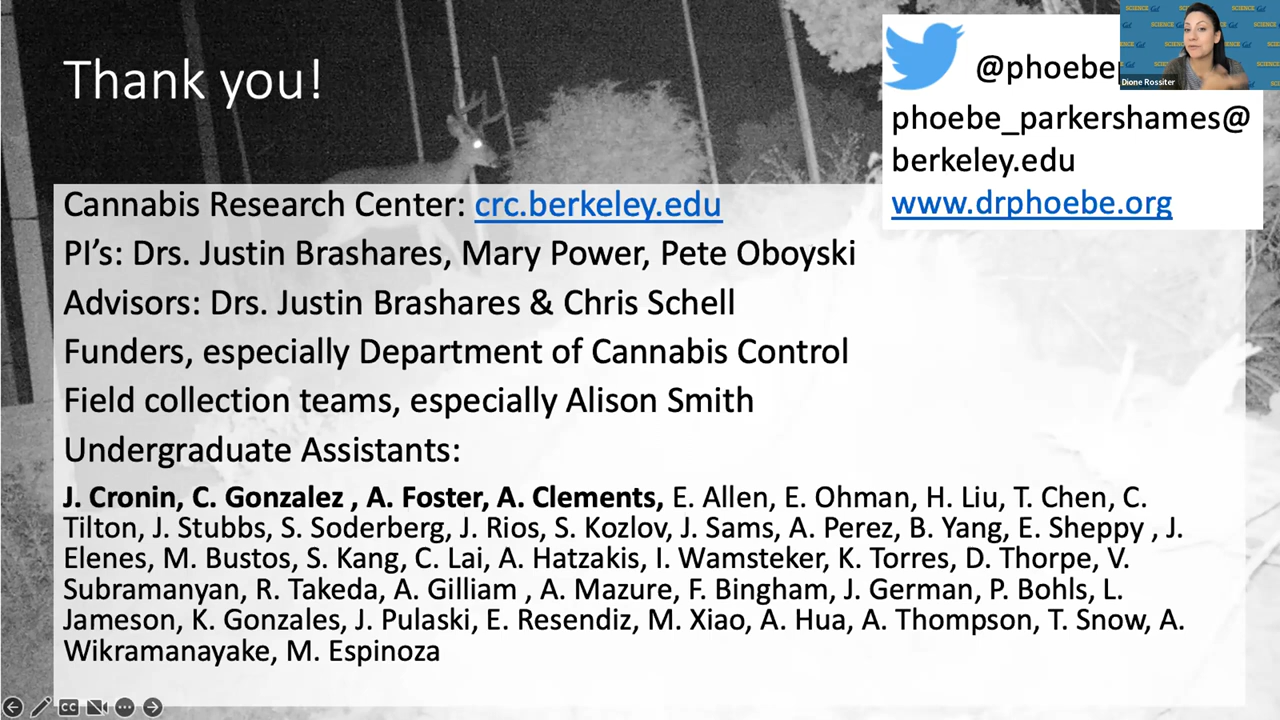 Thank you!
@phoebe
Dione Rossiter
phoebe_parkershames@
berkeley.edu
www.drphoebe.org
Cannabis Research Center: crc.berkeley.edu
PI’s: Drs. Justin Brashares, Mary Power, Pete Oboyski
Advisors: Drs. Justin Brashares & Chris Schell
Funders, especially Department of Cannabis Control
Field collection teams, especially Alison Smith
Undergraduate Assistants:
J. Cronin, C. Gonzalez , A. Foster, A. Clements, E. Allen, E. Ohman, H. Liu, T. Chen, C.
Tilton, J. Stubbs, S. Soderberg, J. Rios, S. Kozlov, J. Sams, A. Perez, B. Yang, E. Sheppy , J.
Elenes, M. Bustos, S. Kang, C. Lai, A. Hatzakis, I. Wamsteker, K. Torres, D. Thorpe, V.
Subramanyan, R. Takeda, A. Gilliam , A. Mazure, F. Bingham, J. German, P. Bohls, L.
Jameson, K. Gonzales, J. Pulaski, E. Resendiz, M. Xiao, A. Hua, A. Thompson, T. Snow, A.
Wikramanayake, M. Espinoza
CC